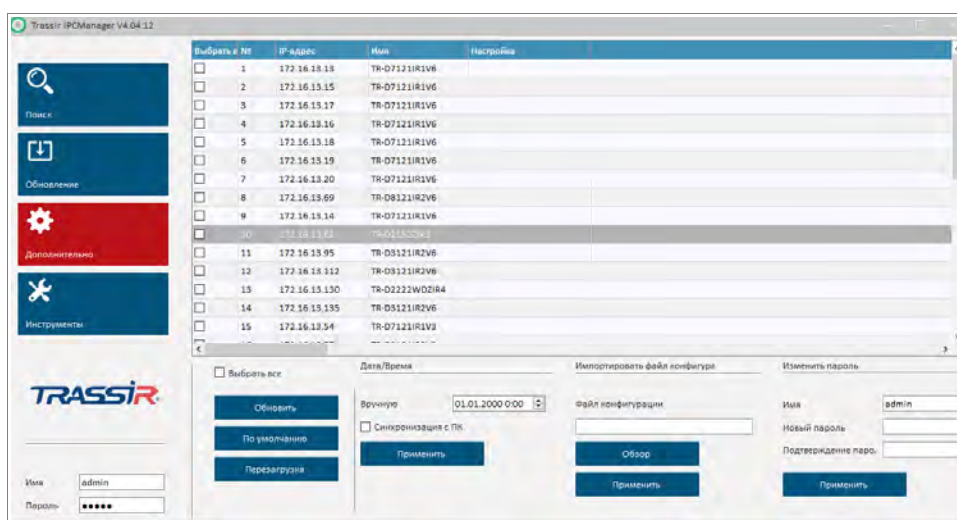 Trassir IPCManager V4.04.12
Выбрать в № IP-адрес Имя Настройка
1 172.16.13.13 TR-D7121IR1V6
2 172.16.13.15 TR-D7121IR1V6
3 172.16.13.17 TR-D7121IR1V6
4 172.16.13.16 TR-D7121IR1V6
5 172.16.13.18 TR-D7121IR1V6
6 172.16.13.19 TR-D7121IR1V6
7 172.16.13.20 TR-D7121IR1V6
8 172.16.13.69 TR-D8121IR2V6
9 172.16.13.14 TR-D7121IR1V6
10
11 172.16.13.95 TR-D3121IR2V6
12 172.16.13.112 TR-D3121IR2V6
13 172.16.13.130 TR-D2222WDZIR4
14 172.16.13.135 TR-D3121IR2V6
15 172.16.13.54 TR-D7121IR1V3
Поиск
Обновление
Дополнительно
Инструменты
TRASSIR
Имя admin
Пароль •••••
Выбрать все
Обновить
По умолчанию
Перезагрузка
Дата/Время
Вручную 01.01.2000 0:00
Синхронизация с ПК
Применить
Импортировать файл конфигура
Файл конфигурации
Обзор
Применить
Изменить пароль
Имя admin
Новый пароль
Подтверждение паро.
Применить